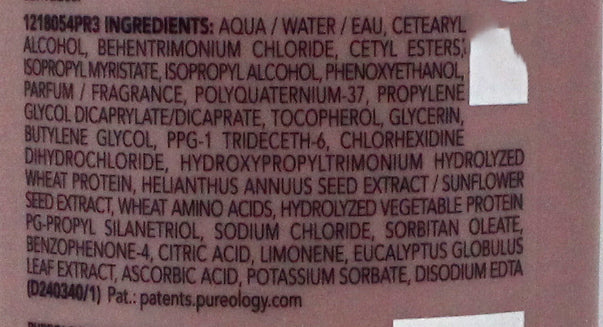 1218054PR3 INGREDIENTS: AQUA / WATER / EAU, CETEARYL
ALCOHOL, BEHENTRIMONIUM CHLORIDE, CETYL ESTERS,
ISOPROPYL MYRISTATE, ISOPROPYL ALCOHOL, PHENOXYETHANOL,
PARFUM / FRAGRANCE, POLYQUATERNIUM-37, PROPYLENE
GLYCOL DICAPRYLATE/DICAPRATE, TOCOPHEROL, GLYCERIN,
BUTYLENE GLYCOL, PPG-1 TRIDECETH-6, CHLORHEXIDINE
DIHYDROCHLORIDE, HYDROXYPROPYLTRIMONIUM HYDROLYZED
WHEAT PROTEIN, HELIANTHUS ANNUUS SEED EXTRACT / SUNFLOWER
SEED EXTRACT, WHEAT AMINO ACIDS, HYDROLYZED VEGETABLE PROTEIN
PG-PROPYL SILANETRIOL, SODIUM CHLORIDE, SORBITAN OLEATE,
BENZOPHENONE-4, CITRIC ACID, LIMONENE, EUCALYPTUS GLOBULUS
LEAF EXTRACT, ASCORBIC ACID, POTASSIUM SORBATE, DISODIUM EDTA
(D240340/1) Pat.: patents.pureology.com